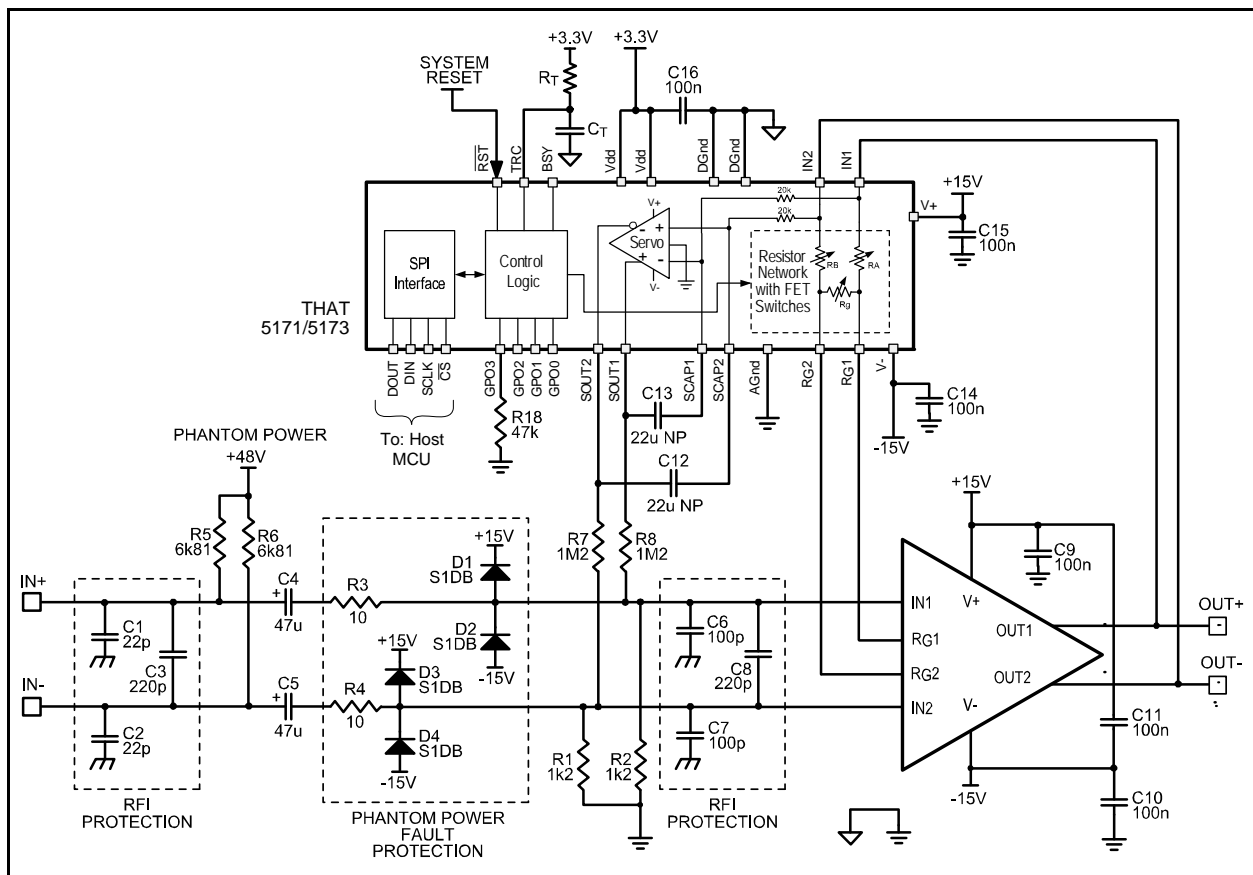 +3.3V
+3.3V
SYSTEM
RESET
RT
C16
100n
CT
RST
TRC
BSY
Vdd
Vdd
DGnd
DGnd
IN2
IN1
+15V
V+
C15
100n
20k
20k
V+
-
+
Servo
+
-
V-
SPI
Interface
Control
Logic
Resistor
Network
with FET
Switches
RB
RA
Rg
THAT
5171/5173
DOUT
DIN
SCLK
CS
GPO3
GPO2
GPO1
GPO0
SOUT2
SOUT1
SCAP1
SCAP2
AGnd
RG2
RG1
V-
C14
100n
-15V
To: Host
MCU
R18
47k
C13
22u NP
C12
22u NP
PHANTOM POWER
+48V
R5
6k81
R6
6k81
R7
1M2
R8
1M2
+15V
D1
S1DB
D2
S1DB
-15V
+15V
D3
S1DB
D4
S1DB
-15V
IN+
C4
+
47u
R3
10
C1
22p
C3
220p
IN-
C5
+
47u
R4
10
C2
22p
R1
1k2
R2
1k2
C6
100p
C8
220p
C7
100p
RFI
PROTECTION
PHANTOM POWER
FAULT
PROTECTION
RFI
PROTECTION
+15V
C9
100n
IN1
V+
OUT1
RG1
RG2
OUT2
IN2
V-
OUT+
-
OUT-
-
C11
100n
-15V
C10
100n